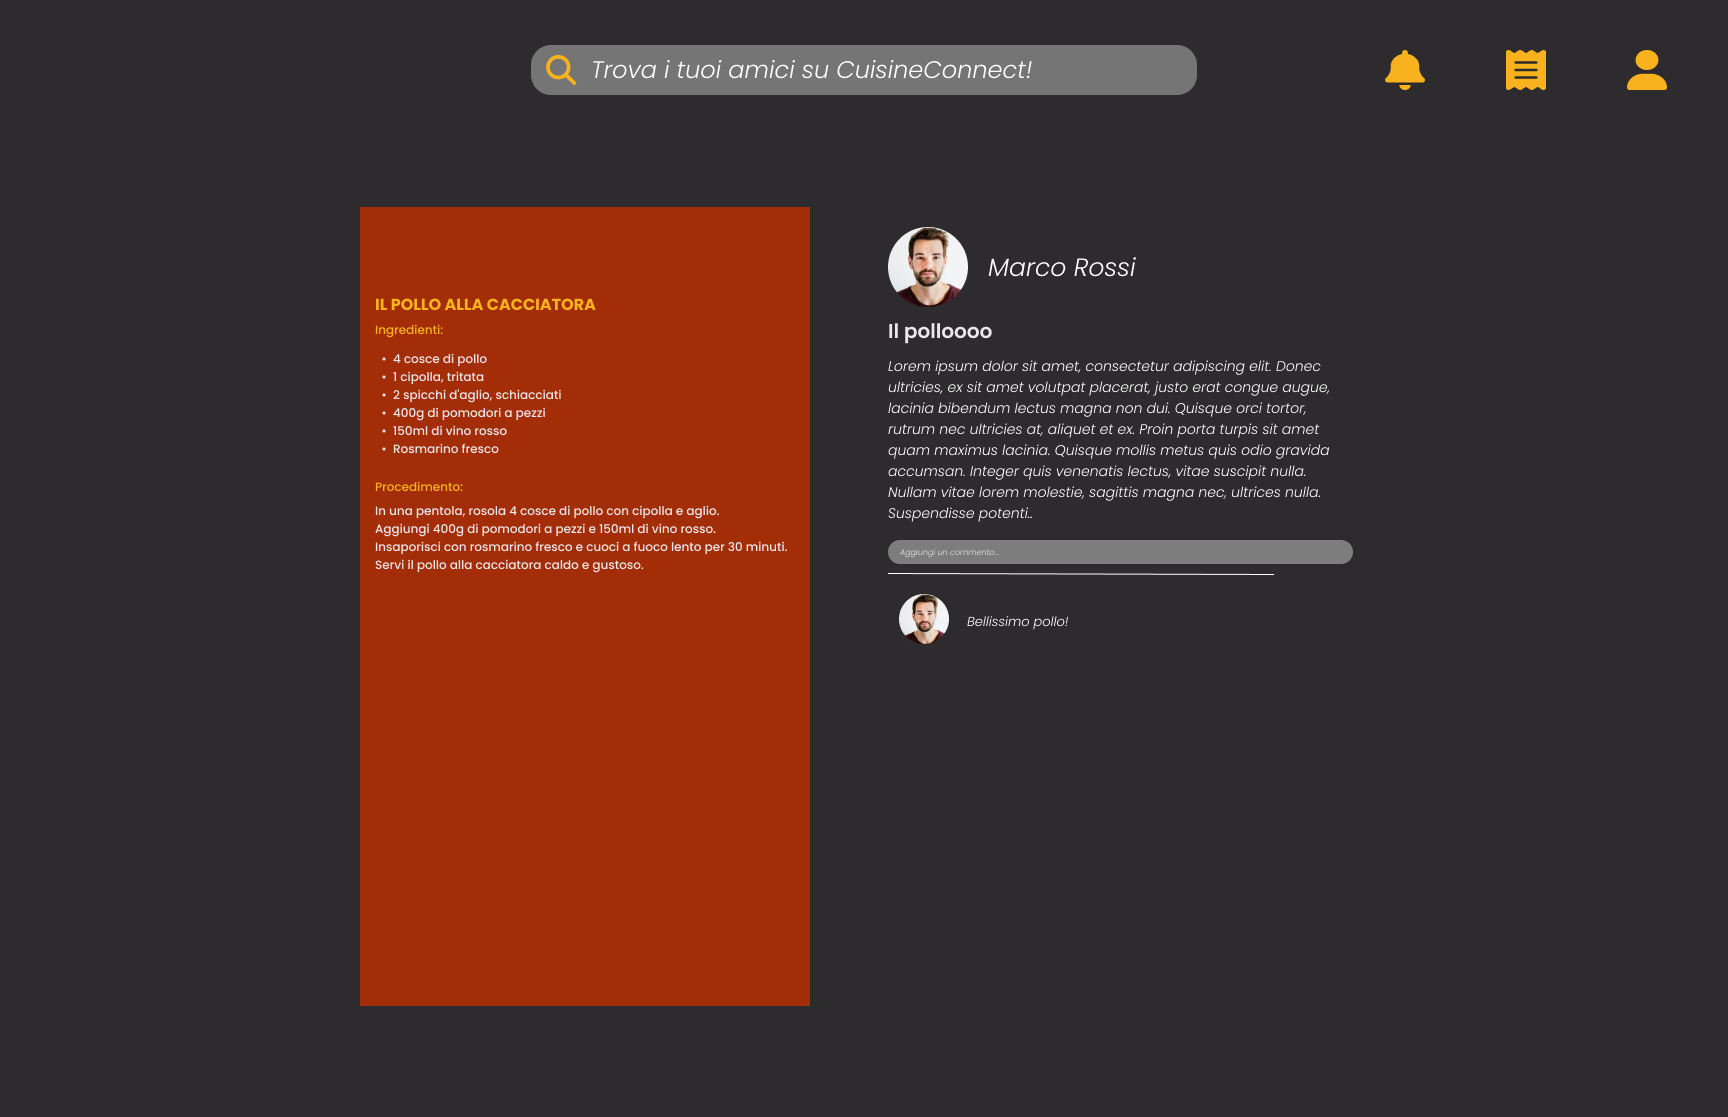 Trova i tuoi amici su CuisineConnect!
IL POLLO ALLA CACCIATORA
Ingredienti:
• 4 cosce di pollo
• 1 cipolla, tritata
• 2 spicchi d'aglio, schiacciati
• 400g di pomodori a pezzi
• 150ml di vino rosso
• Rosmarino fresco
Procedimento:
In una pentola, rosola 4 cosce di pollo con cipolla e aglio.
Aggiungi 400g di pomodori a pezzi e 150ml di vino rosso.
Insaporisci con rosmarino fresco e cuoci a fuoco lento per 30 minuti.
Servi il pollo alla cacciatora caldo e gustoso.
Marco Rossi
Il polloooo
Lorem ipsum dolor sit amet, consectetur adipiscing elit. Donec
ultricies, ex sit amet volutpat placerat, justo erat congue augue,
lacinia bibendum lectus magna non dui. Quisque orci tortor,
rutrum nec ultricies at, aliquet et ex. Proin porta turpis sit amet
quam maximus lacinia. Quisque mollis metus quis odio gravida
accumsan. Integer quis venenatis lectus, vitae suscipit nulla.
Nullam vitae lorem molestie, sagittis magna nec, ultrices nulla.
Suspendisse potenti..
Aggiungi un commento...
Bellissimo pollo!